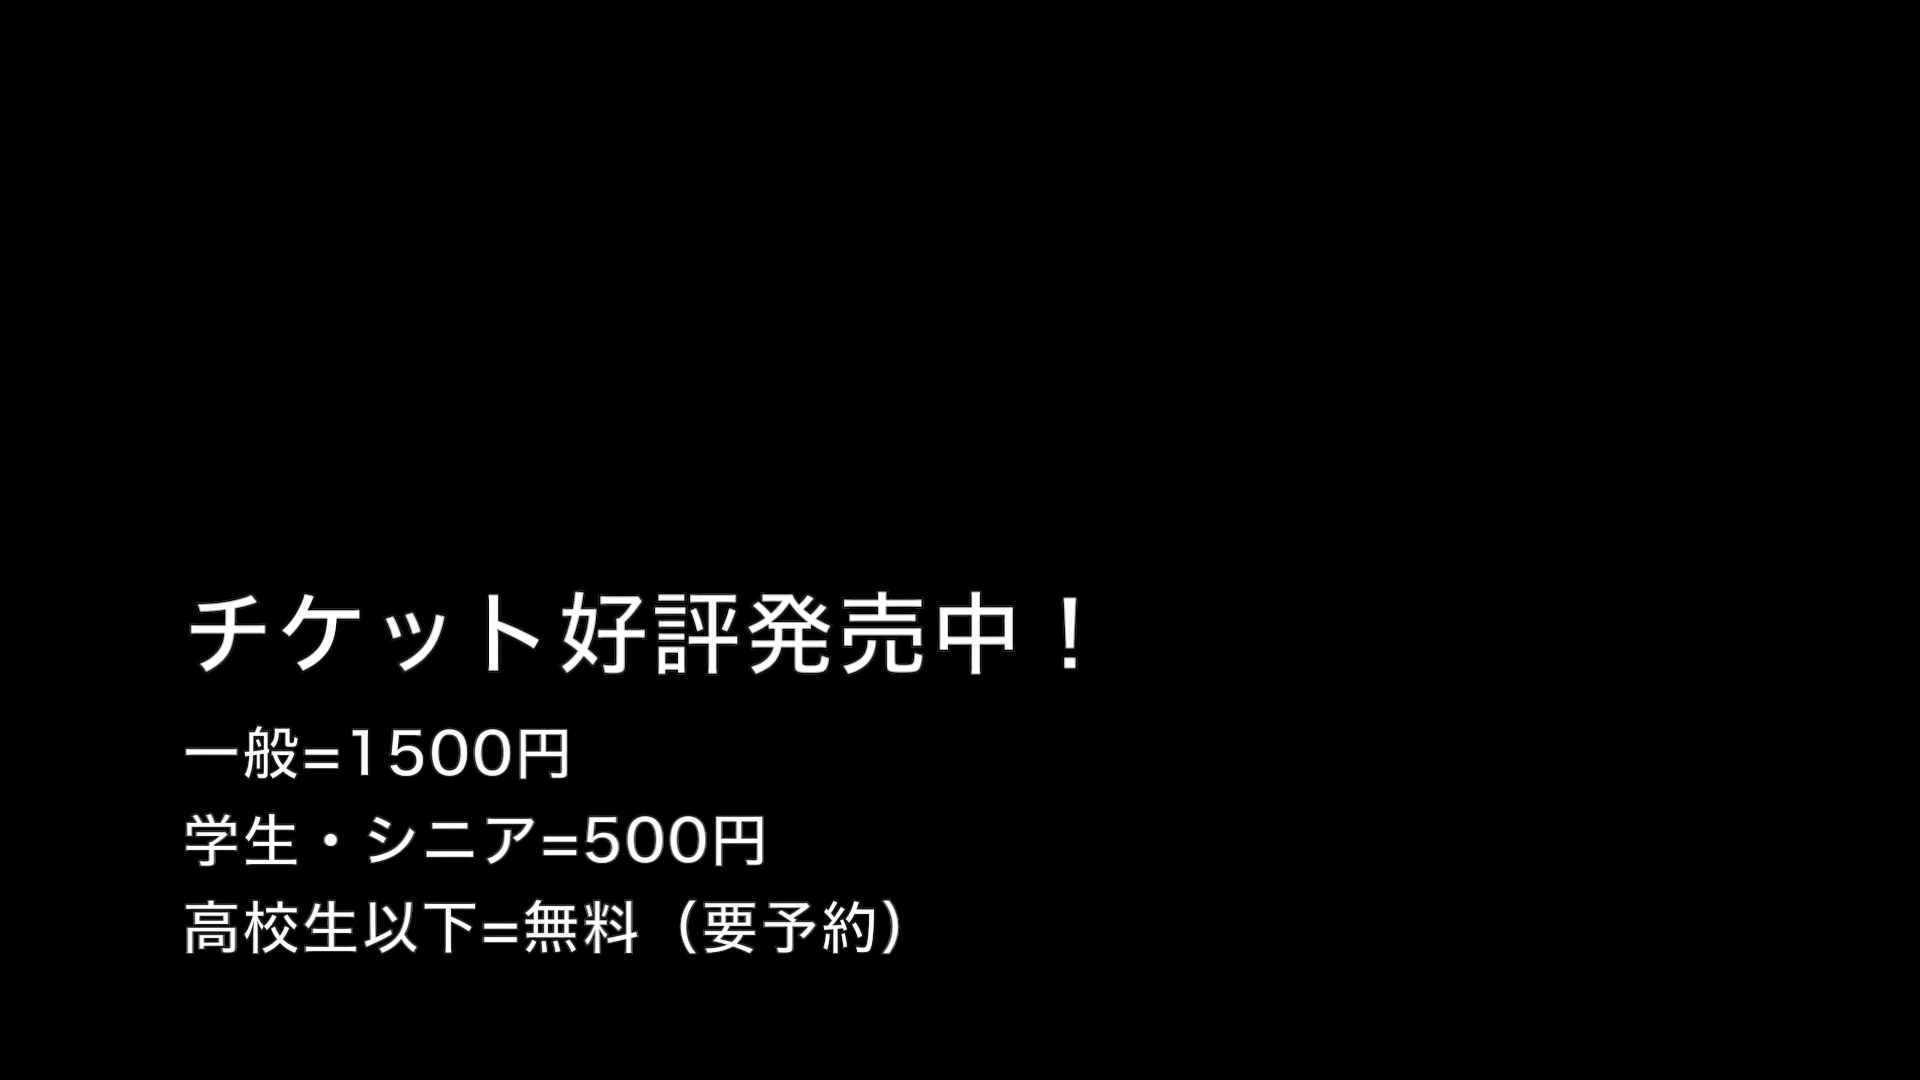 チケット好評発売中！
一般=1500円
学生・シニア=500円
高校生以下=無料（要予約）